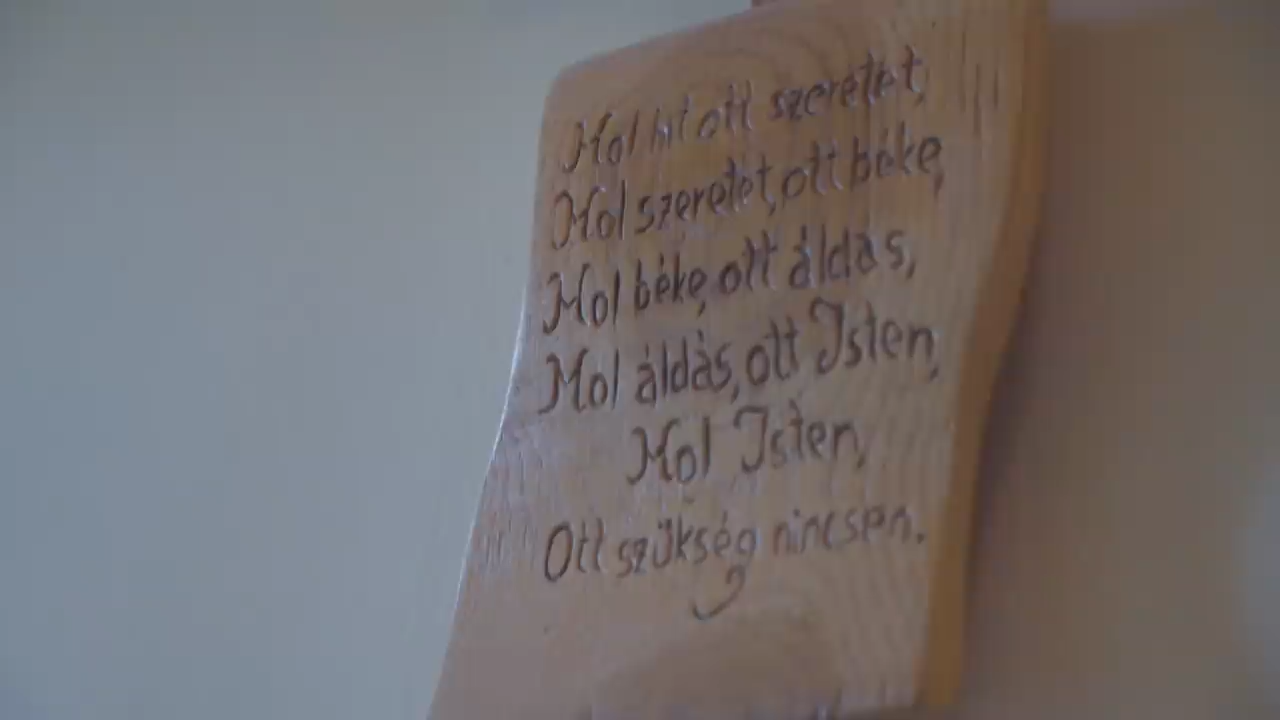 Hol hit ott szeretet,
Hol szeretet, ott béke,
Hol béke, ott áldás,
Hol áldás, ott Isten,
Hol Isten,
Ott szükség nincsen.